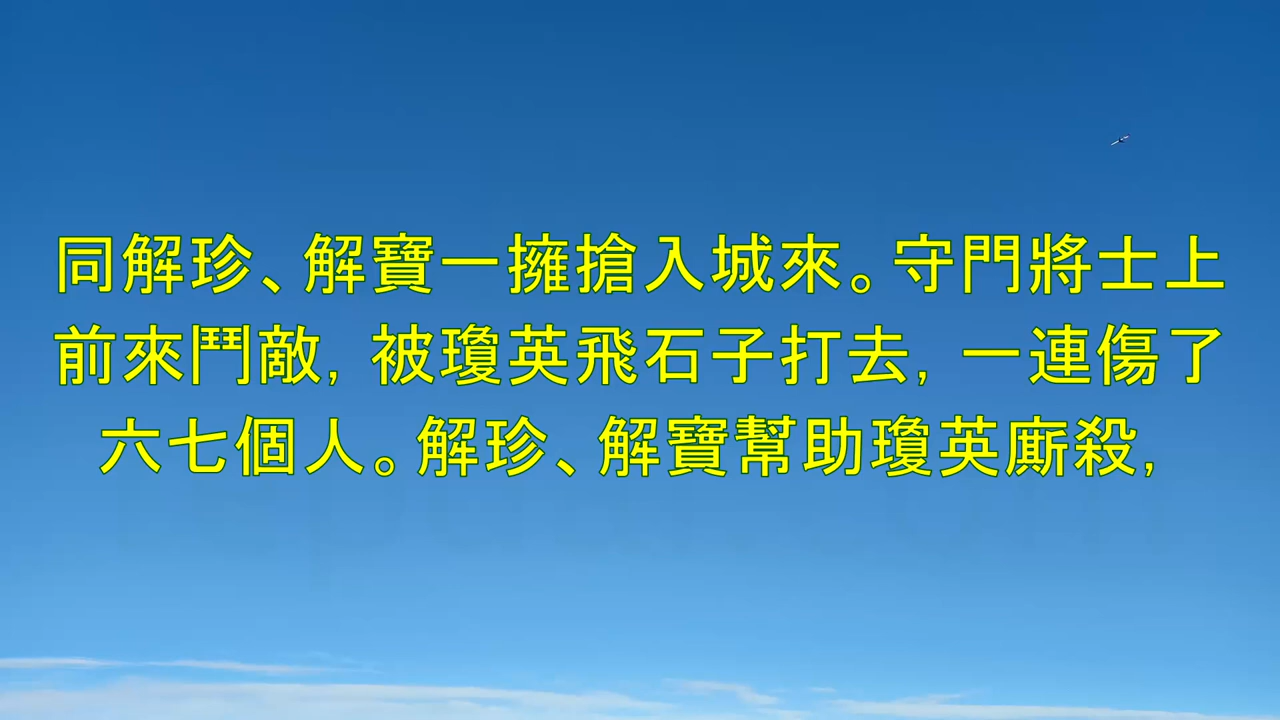 同解珍、解寶一擁搶入城來。守門將士上
前來鬥敵, 被瓊英飛石子打去, 一連傷了
六七個人。解珍、解寶幫助瓊英廝殺,